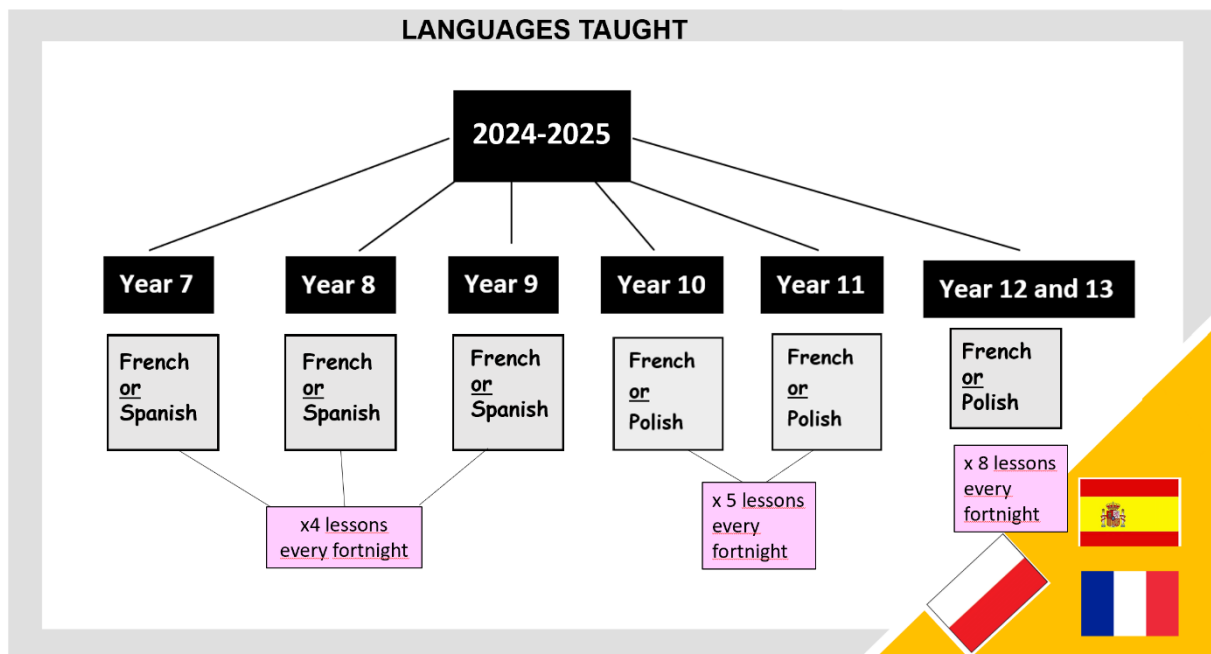 LANGUAGES TAUGHT
2024-2025
Year 7
French
or
Spanish
Year 8
French
or
Spanish
Year 9
French
or
Spanish
x4 lessons
every fortnight
Year 10
French
or
Polish
Year 11
French
or
Polish
x 5 lessons
every
fortnight
Year 12 and 13
French
or
Polish
x 8 lessons
every
fortnight